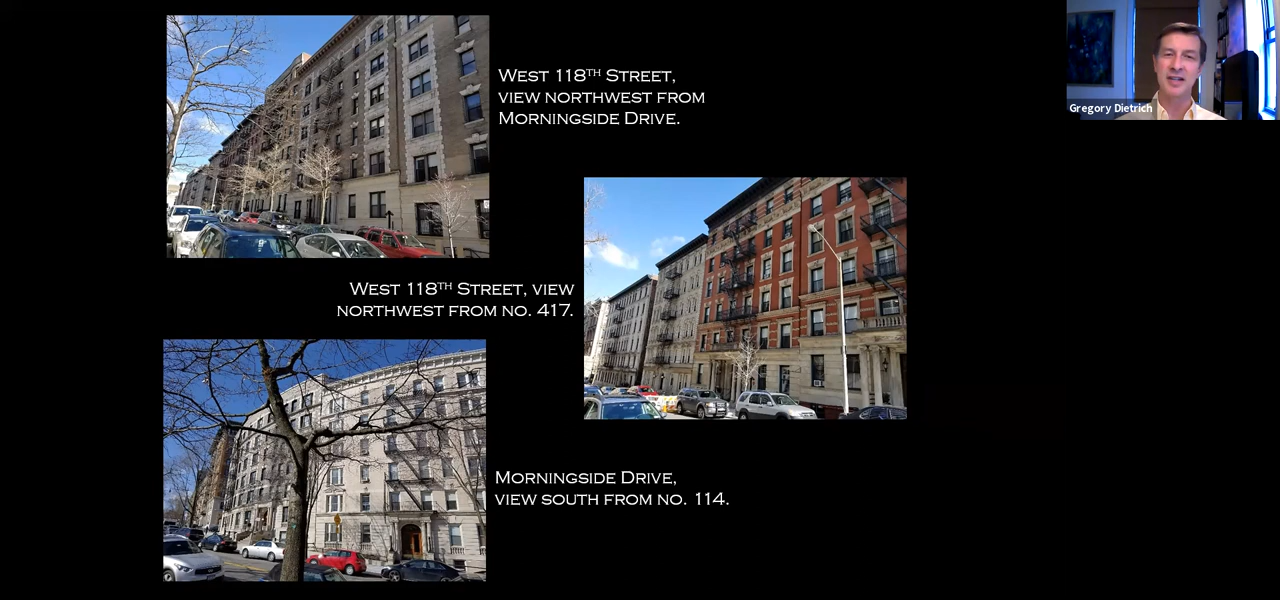 West 118TH Street,
view northwest from
Morningside Drive.
Gregory Dietrich
West 118TH Street, view
northwest from no. 417.
Morningside Drive,
view south from no. 114.